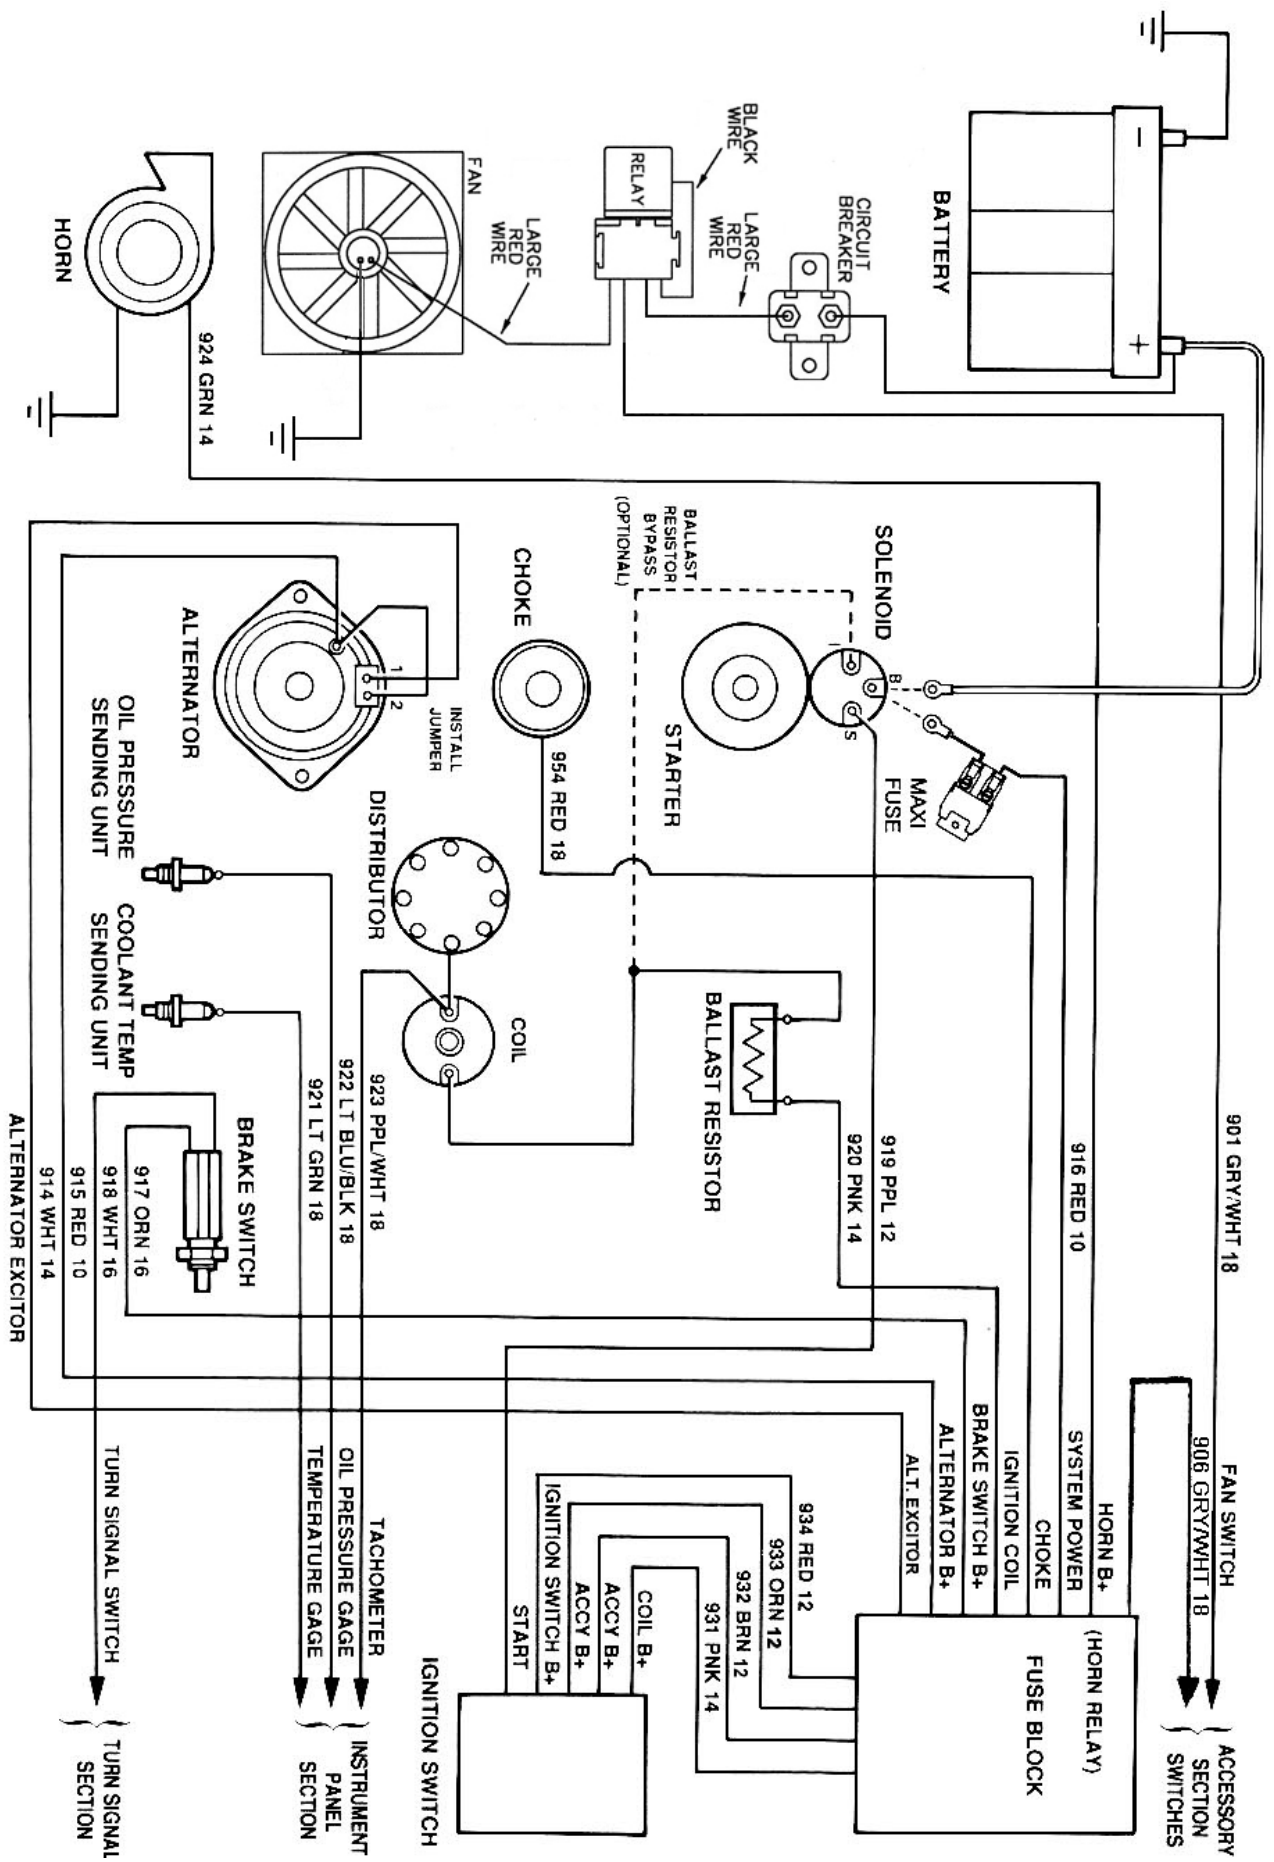 BATTERY
−
+
CIRCUIT
BREAKER
BLACK
WIRE
LARGE
RED
WIRE
RELAY
FAN
LARGE
RED
WIRE
HORN
924 GRN 14
SOLENOID
I
B
S
STARTER
MAXI
FUSE
BALLAST
RESISTOR
BYPASS
(OPTIONAL)
CHOKE
954 RED 18
ALTERNATOR
1
2
INSTALL
JUMPER
DISTRIBUTOR
COIL
BALLAST RESISTOR
OIL PRESSURE
SENDING UNIT
COOLANT TEMP
SENDING UNIT
BRAKE SWITCH
901 GRY/WHT 18
916 RED 10
919 PPL 12
920 PNK 14
923 PPL/WHT 18
922 LT BLU/BLK 18
921 LT GRN 18
917 ORN 16
918 WHT 16
915 RED 10
914 WHT 14
ALTERNATOR EXCITOR
FAN SWITCH
906 GRY/WHT 18
HORN B+
SYSTEM POWER
CHOKE
IGNITION COIL
BRAKE SWITCH B+
ALTERNATOR B+
ALT. EXCITOR
934 RED 12
933 ORN 12
932 BRN 12
931 PNK 14
COIL B+
ACCY B+
ACCY B+
IGNITION SWITCH B+
START
TACHOMETER
OIL PRESSURE GAGE
TEMPERATURE GAGE
TURN SIGNAL SWITCH
(HORN RELAY)
FUSE BLOCK
IGNITION SWITCH
ACCESSORY
SECTION
SWITCHES
INSTRUMENT
PANEL
SECTION
TURN SIGNAL
SECTION